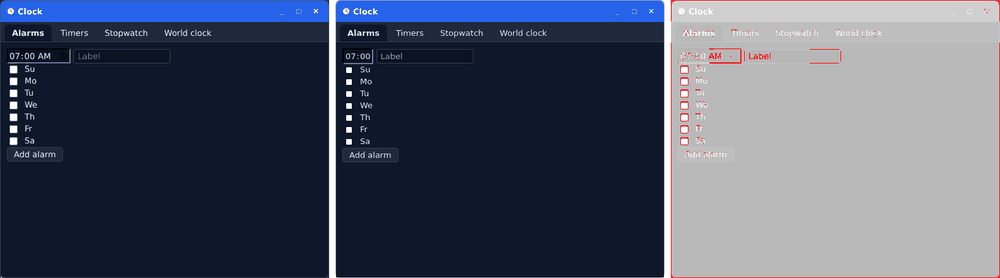 Clock
Alarms Timers Stopwatch World clock
07:00 AM Label
Su
Mo
Tu
We
Th
Fr
Sa
Add alarm
Clock
Alarms Timers Stopwatch World clock
07:00 Label
Su
Mo
Tu
We
Th
Fr
Sa
Add alarm
Clock
Alarms Timers Stopwatch World clock
07:00 AM Label
Su
Mo
Tu
We
Th
Fr
Sa
Add alarm